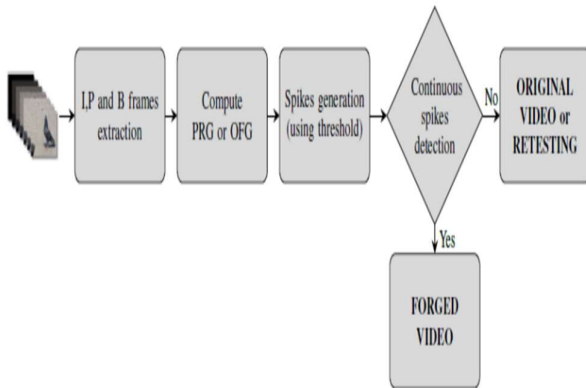 I,P and B frames
extraction
Compute
PRG or OFG
Spikes generation
(using threshold)
Continuous
spikes
detection
No
ORIGINAL
VIDEO or
RETESTING
Yes
FORGED
VIDEO